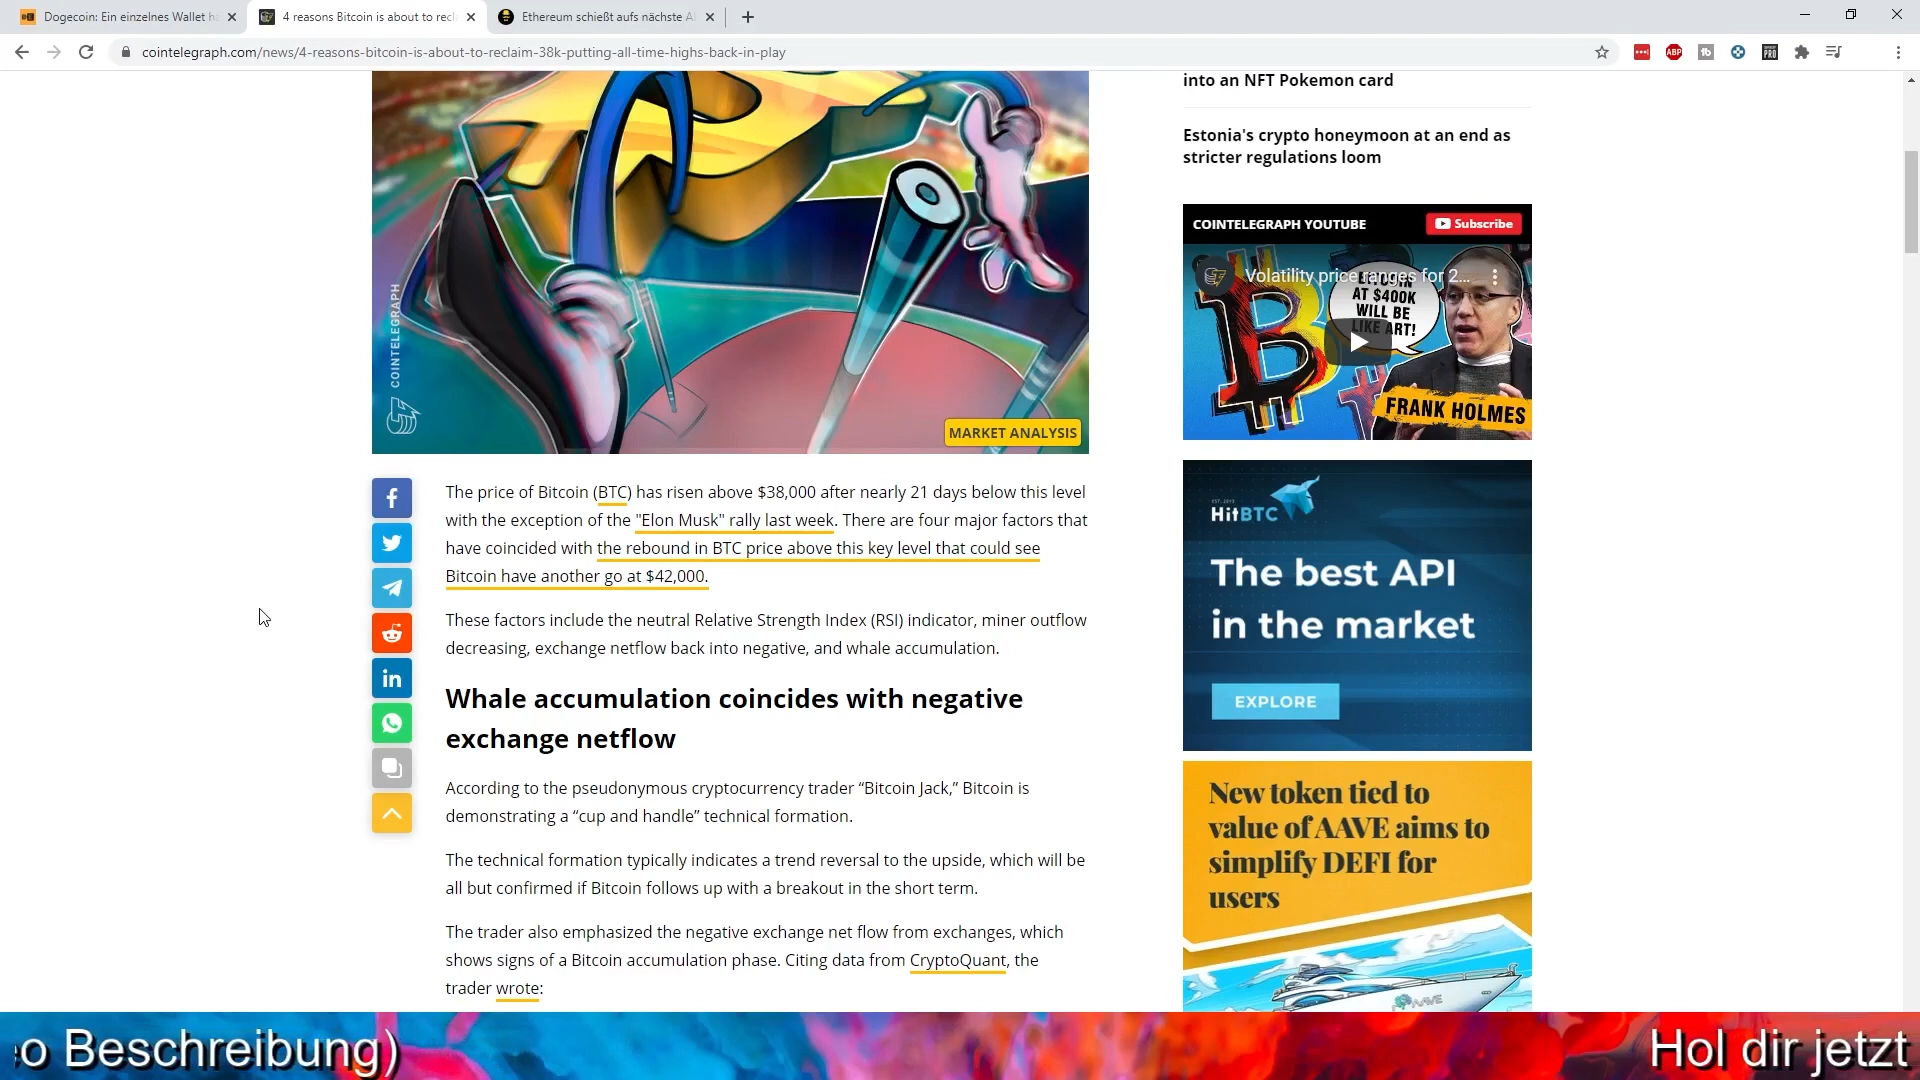 Dogecoin: Ein einzelnes Wallet h
4 reasons Bitcoin is about to recl
Ethereum schießt aufs nächste A
cointelegraph.com/news/4-reasons-bitcoin-is-about-to-reclaim-38k-putting-all-time-highs-back-in-play
ABP
PRO
into an NFT Pokemon card
Estonia's crypto honeymoon at an end as
stricter regulations loom
COINTELEGRAPH YOUTUBE
Subscribe
Volatility price ranges for 2...
BITCOIN
AT $400K
WILL BE
LIKE ART!
FRANK HOLMES
COINTELEGRAPH
MARKET ANALYSIS
The price of Bitcoin (BTC) has risen above $38,000 after nearly 21 days below this level
with the exception of the "Elon Musk" rally last week. There are four major factors that
have coincided with the rebound in BTC price above this key level that could see
Bitcoin have another go at $42,000.
These factors include the neutral Relative Strength Index (RSI) indicator, miner outflow
decreasing, exchange netflow back into negative, and whale accumulation.
Whale accumulation coincides with negative
exchange netflow
According to the pseudonymous cryptocurrency trader “Bitcoin Jack,” Bitcoin is
demonstrating a “cup and handle” technical formation.
The technical formation typically indicates a trend reversal to the upside, which will be
all but confirmed if Bitcoin follows up with a breakout in the short term.
The trader also emphasized the negative exchange net flow from exchanges, which
shows signs of a Bitcoin accumulation phase. Citing data from CryptoQuant, the
trader wrote:
EST. 2013
HitBTC
The best API
in the market
EXPLORE
New token tied to
value of AAVE aims to
simplify DEFI for
users
AAVE
o Beschreibung)
Hol dir jetzt